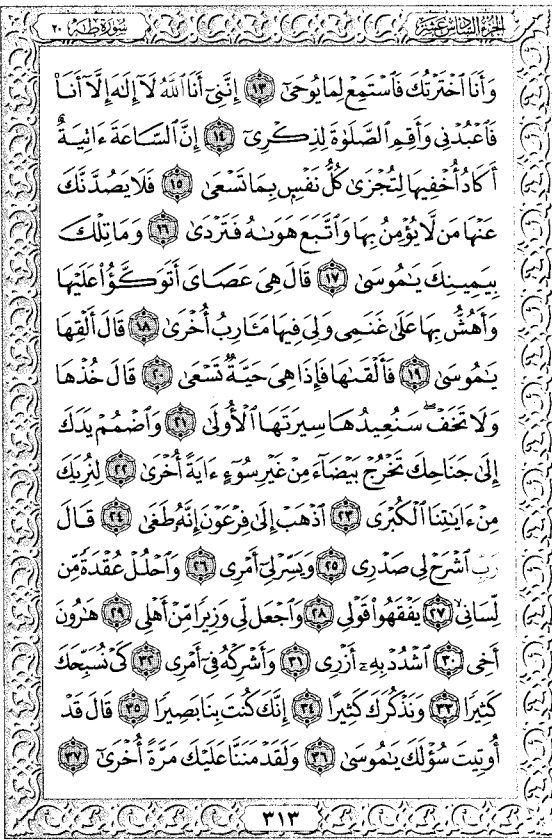 الجزء السادس عشر
سورة طه ٢٠
وَأَنَا ٱخْتَرْتُكَ فَٱسْتَمِعْ لِمَا يُوحَىٰٓ ١٣ إِنَّنِىٓ أَنَا ٱللَّهُ لَآ إِلَـٰهَ إِلَّآ أَنَا۠
فَٱعْبُدْنِى وَأَقِمِ ٱلصَّلَوٰةَ لِذِكْرِىٓ ١٤ إِنَّ ٱلسَّاعَةَ ءَاتِيَةٌ
أَكَادُ أُخْفِيهَا لِتُجْزَىٰ كُلُّ نَفْسٍۭ بِمَا تَسْعَىٰ ١٥ فَلَا يَصُدَّنَّكَ
عَنْهَا مَن لَّا يُؤْمِنُ بِهَا وَٱتَّبَعَ هَوَىٰهُ فَتَرْدَىٰ ١٦ وَمَا تِلْكَ
بِيَمِينِكَ يَـٰمُوسَىٰ ١٧ قَالَ هِىَ عَصَاىَ أَتَوَكَّؤُا۟ عَلَيْهَا
وَأَهُشُّ بِهَا عَلَىٰ غَنَمِى وَلِىَ فِيهَا مَـَٔارِبُ أُخْرَىٰ ١٨ قَالَ أَلْقِهَا
يَـٰمُوسَىٰ ١٩ فَأَلْقَىٰهَا فَإِذَا هِىَ حَيَّةٌ تَسْعَىٰ ٢٠ قَالَ خُذْهَا
وَلَا تَخَفْ ۖ سَنُعِيدُهَا سِيرَتَهَا ٱلْأُولَىٰ ٢١ وَٱضْمُمْ يَدَكَ
إِلَىٰ جَنَاحِكَ تَخْرُجْ بَيْضَآءَ مِنْ غَيْرِ سُوٓءٍ ءَايَةً أُخْرَىٰ ٢٢ لِنُرِيَكَ
مِنْ ءَايَـٰتِنَا ٱلْكُبْرَى ٢٣ ٱذْهَبْ إِلَىٰ فِرْعَوْنَ إِنَّهُۥ طَغَىٰ ٢٤ قَالَ
رَبِّ ٱشْرَحْ لِى صَدْرِى ٢٥ وَيَسِّرْ لِىٓ أَمْرِى ٢٦ وَٱحْلُلْ عُقْدَةً مِّن
لِّسَانِى ٢٧ يَفْقَهُوا۟ قَوْلِى ٢٨ وَٱجْعَل لِّى وَزِيرًا مِّنْ أَهْلِى ٢٩ هَـٰرُونَ
أَخِى ٣٠ ٱشْدُدْ بِهِۦٓ أَزْرِى ٣١ وَأَشْرِكْهُ فِىٓ أَمْرِى ٣٢ كَىْ نُسَبِّحَكَ
كَثِيرًا ٣٣ وَنَذْكُرَكَ كَثِيرًا ٣٤ إِنَّكَ كُنتَ بِنَا بَصِيرًا ٣٥ قَالَ قَدْ
أُوتِيتَ سُؤْلَكَ يَـٰمُوسَىٰ ٣٦ وَلَقَدْ مَنَنَّا عَلَيْكَ مَرَّةً أُخْرَىٰٓ ٣٧
٣١٣